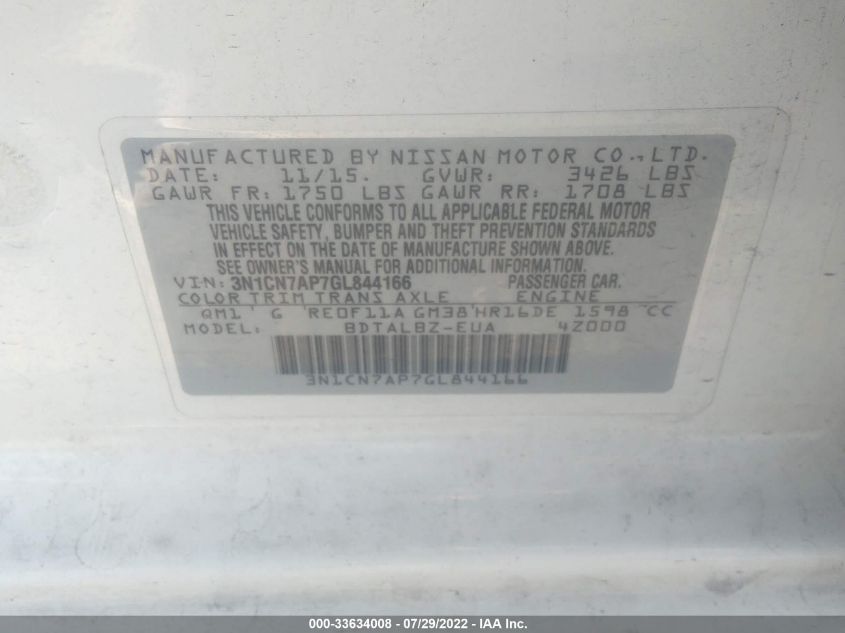 MANUFACTURED BY NISSAN MOTOR CO., LTD.
DATE: 11/15. GVWR: 3426 LBS
GAWR FR: 1750 LBS GAWR RR: 1708 LBS
THIS VEHICLE CONFORMS TO ALL APPLICABLE FEDERAL MOTOR
VEHICLE SAFETY, BUMPER AND THEFT PREVENTION STANDARDS
IN EFFECT ON THE DATE OF MANUFACTURE SHOWN ABOVE.
SEE OWNER'S MANUAL FOR ADDITIONAL INFORMATION.
VIN: 3N1CN7AP7GL844166 PASSENGER CAR.
COLOR TRIM TRANS AXLE ENGINE
QM1 G RE0F11A GM38 HR16DE 1598 CC
MODEL: BDTALBZ-EUA 4Z000
3N1CN7AP7GL844166
000-33634008 - 07/29/2022 - IAA Inc.